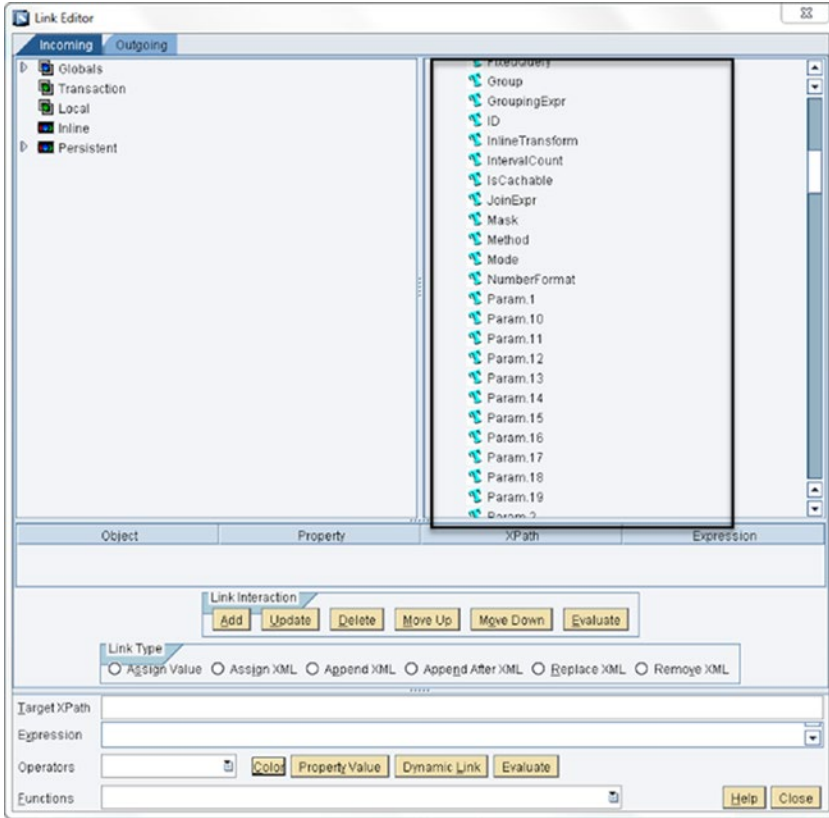 Link Editor
Incoming Outgoing
Globals
Transaction
Local
Inline
Persistent
FixedQuery
Group
GroupingExpr
ID
InlineTransform
IntervalCount
IsCachable
JoinExpr
Mask
Method
Mode
NumberFormat
Param.1
Param.10
Param.11
Param.12
Param.13
Param.14
Param.15
Param.16
Param.17
Param.18
Param.19
Param.2
Object Property XPath Expression
Link Interaction
Add Update Delete Move Up Move Down Evaluate
Link Type
Assign Value Assign XML Append XML Append After XML Replace XML Remove XML
Target XPath
Expression
Operators Color Property Value Dynamic Link Evaluate
Functions Help Close